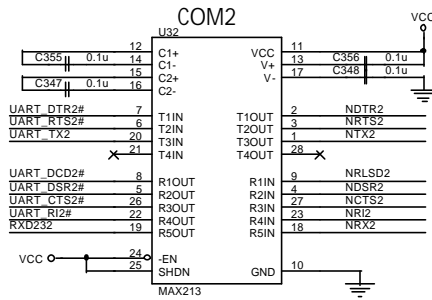 COM2
U32
VCC
12 C1+ VCC 11
C355 0.1u 14 C1- V+ 13 C356 0.1u
15 C2+ V- 17 C348 0.1u
C347 0.1u 16 C2-
UART_DTR2# 7 T1IN T1OUT 2 NDTR2
UART_RTS2# 6 T2IN T2OUT 3 NRTS2
UART_TX2 20 T3IN T3OUT 1 NTX2
21 T4IN T4OUT 28
UART_DCD2# 8 R1OUT R1IN 9 NRLSD2
UART_DSR2# 5 R2OUT R2IN 4 NDSR2
UART_CTS2# 26 R3OUT R3IN 27 NCTS2
UART_RI2# 22 R4OUT R4IN 23 NRI2
RXD232 19 R5OUT R5IN 18 NRX2
VCC 24 -EN
25 SHDN GND 10
MAX213